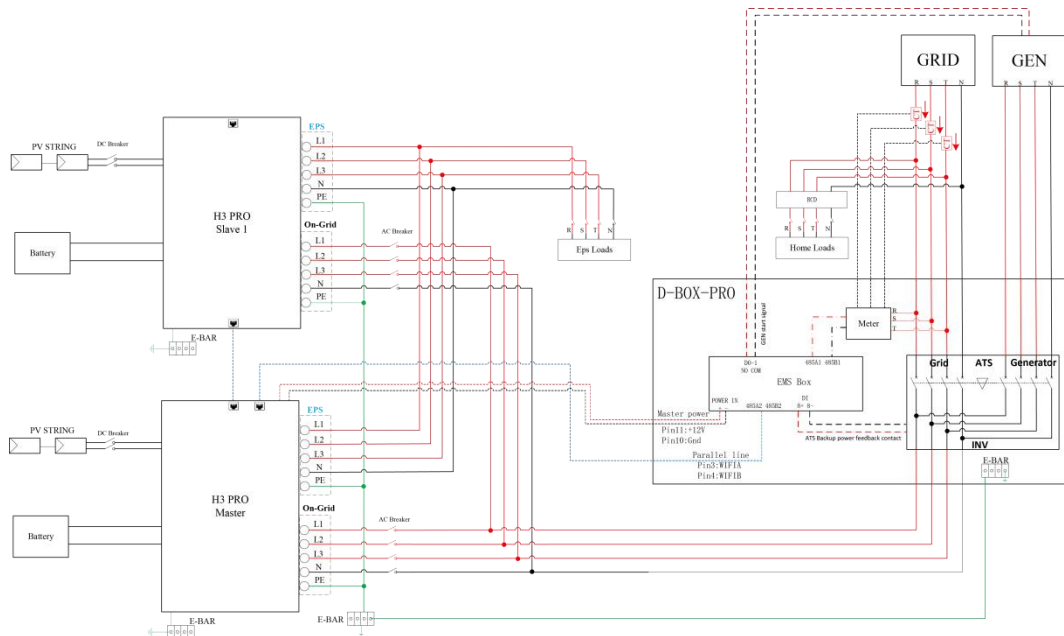 GRID
GEN
R S T N
R S T N
PV STRING
DC Breaker
H3 PRO
Slave 1
Battery
E-BAR
EPS
L1
L2
L3
N
PE
On-Grid
L1
L2
L3
N
PE
AC Breaker
R S T N
Eps Loads
RCD
R S T N
Home Loads
D-BOX-PRO
GEN start signal
Meter
R
S
T
DO-1
NO COM
485A1 485B1
EMS Box
POWER IN
+ -
485A2 485B2
DI
B+ B-
Master power
Pin11:+12V
Pin10:Gnd
Parallel line
Pin3:WIFIA
Pin4:WIFIB
ATS Backup power feedback contact
Grid ATS Generator
INV
E-BAR
PV STRING
DC Breaker
H3 PRO
Master
Battery
E-BAR
EPS
L1
L2
L3
N
PE
On-Grid
L1
L2
L3
N
PE
AC Breaker
E-BAR